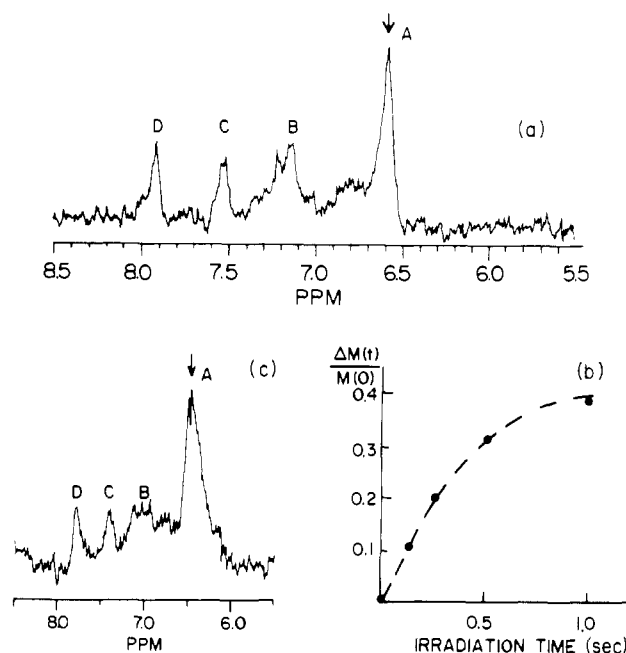 A
(a)
D
C
B
8.5 8.0 7.5 7.0 6.5 6.0 5.5
PPM
A
(c)
D
C
B
8.0 7.0 6.0
PPM
ΔM(t)
M(0)
(b)
0.4
0.3
0.2
0.1
0.5 1.0
IRRADIATION TIME (sec)